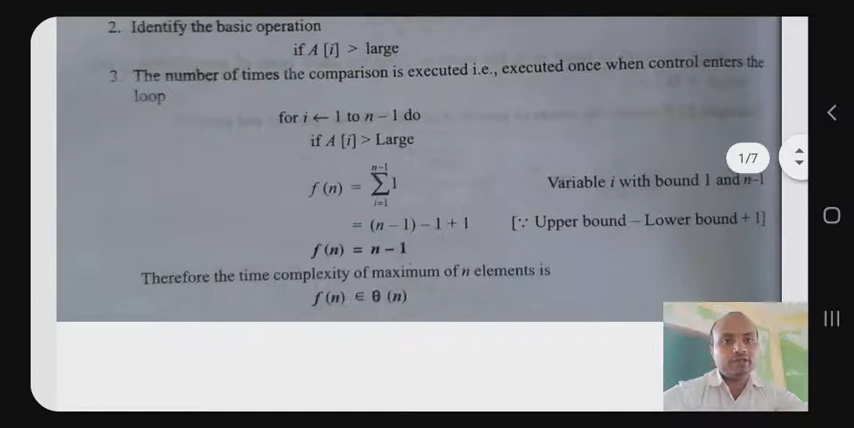 2. Identify the basic operation
if A [i] > large
3. The number of times the comparison is executed i.e., executed once when control enters the
loop
for i ← 1 to n – 1 do
if A [i] > Large
f (n) = n–1 ∑ i=1 1 Variable i with bound 1 and n–1
= (n – 1) – 1 + 1 [∵ Upper bound – Lower bound + 1]
f (n) = n – 1
Therefore the time complexity of maximum of n elements is
f (n) ∈ θ (n)
1/7